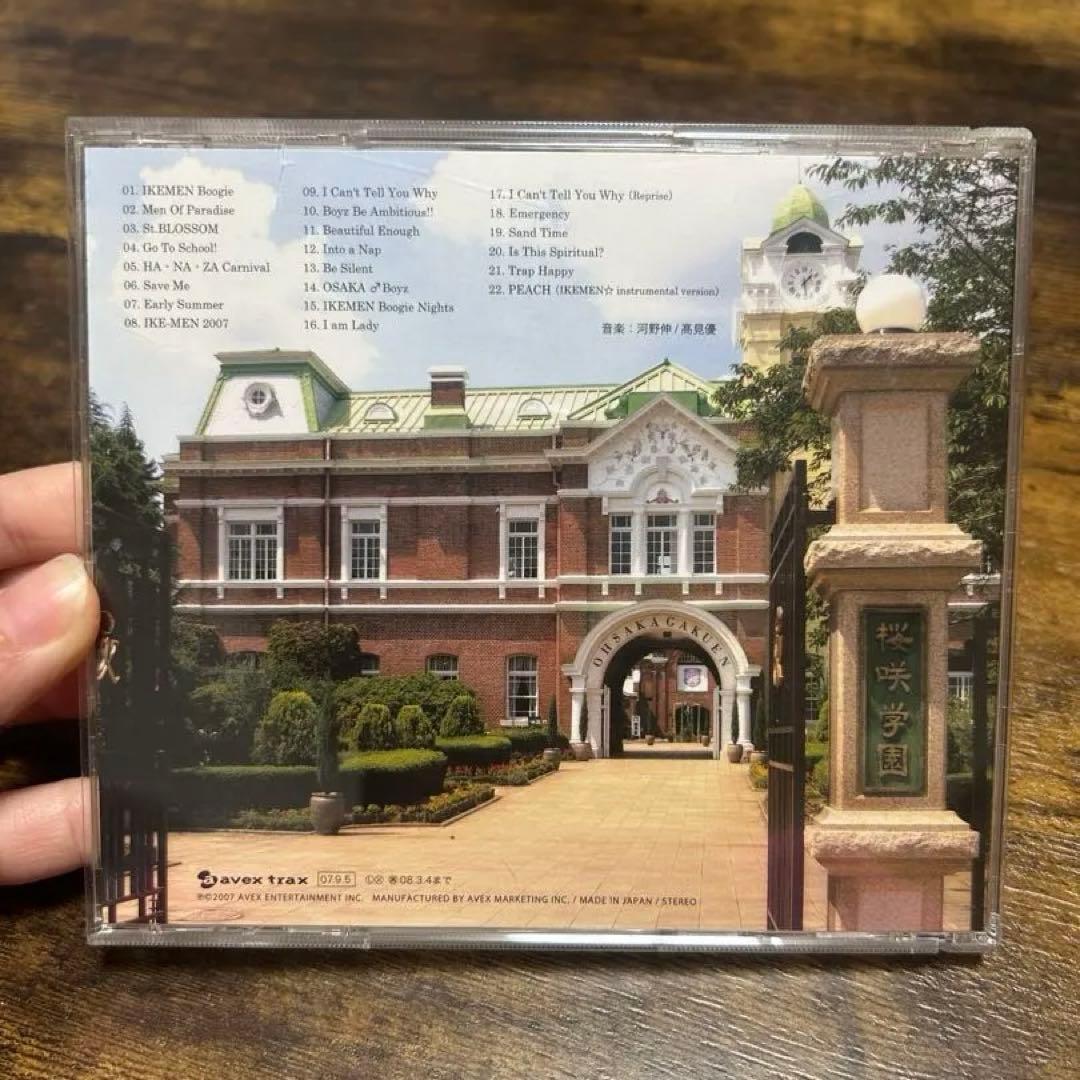 01. IKEMEN Boogie
02. Men Of Paradise
03. St.BLOSSOM
04. Go To School!
05. HA・NA・ZA Carnival
06. Save Me
07. Early Summer
08. IKE-MEN 2007
09. I Can't Tell You Why
10. Boyz Be Ambitious!!
11. Beautiful Enough
12. Into a Nap
13. Be Silent
14. OSAKA ♂ Boyz
15. IKEMEN Boogie Nights
16. I am Lady
17. I Can't Tell You Why (Reprise)
18. Emergency
19. Sand Time
20. Is This Spiritual?
21. Trap Happy
22. PEACH (IKEMEN☆ instrumental version)
音楽：河野伸 / 髙見優
OHSAKA GAKUEN
桜咲学園
avex trax 07.9.5 08.3.4まで
℗©2007 AVEX ENTERTAINMENT INC. MANUFACTURED BY AVEX MARKETING INC. / MADE IN JAPAN / STEREO